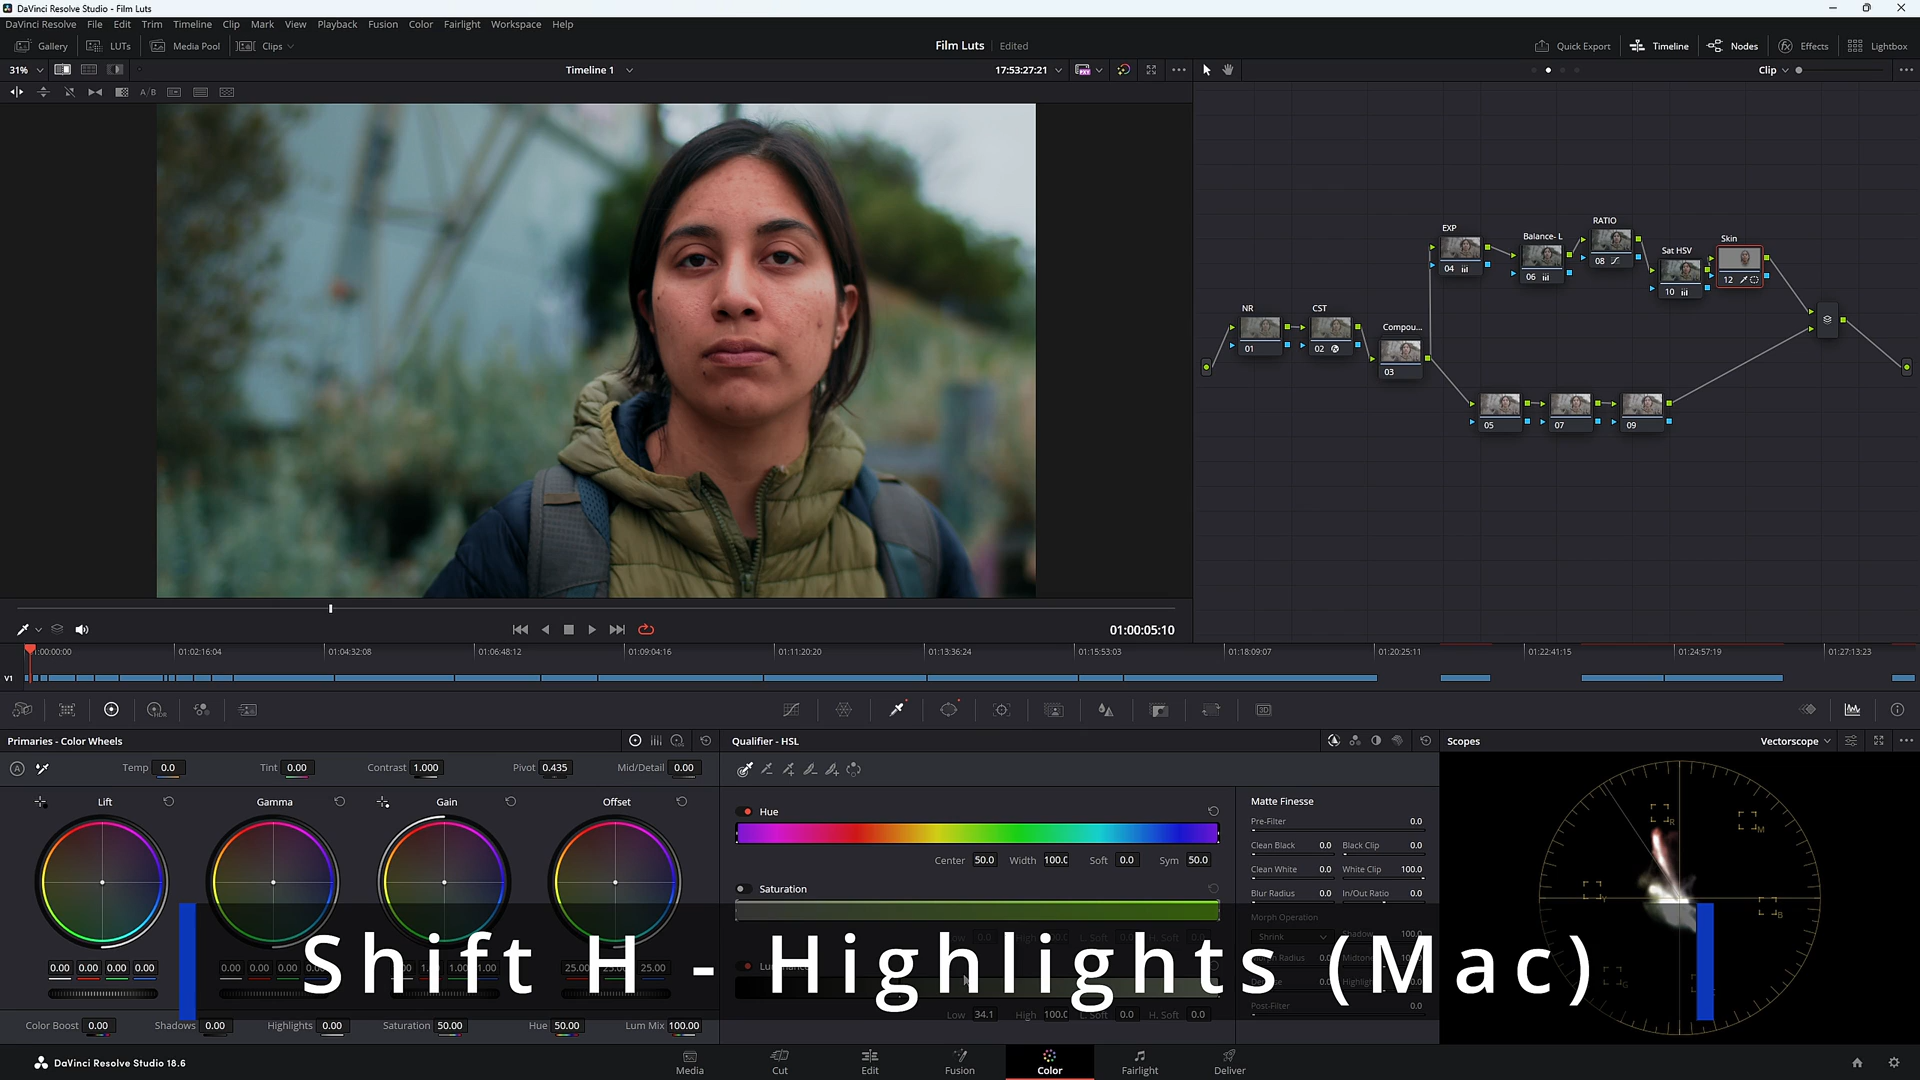 DaVinci Resolve Studio - Film Luts
DaVinci Resolve File Edit Trim Timeline Clip Mark View Playback Fusion Color Fairlight Workspace Help
Gallery LUTs Media Pool Clips Film Luts Edited Quick Export Timeline Nodes Effects Lightbox
31% Timeline 1 17:53:27:21 Clip
A/B
EXP
04
Balance- L
06
RATIO
08
Sat HSV
10
Skin
12
NR
01
CST
02
Compou...
03
05 07 09
01:00:05:10
01:02:16:04 01:04:32:08 01:06:48:12 01:09:04:16 01:11:20:20 01:13:36:24 01:15:53:03 01:18:09:07 01:20:25:11 01:22:41:15 01:24:57:19 01:27:13:23
V1
HDR
3D
Primaries - Color Wheels
Temp 0.0 Tint 0.00 Contrast 1.000 Pivot 0.435 Mid/Detail 0.00
Lift Gamma Gain Offset
0.00 0.00 0.00 0.00 0.00 0.00 0.00 0.00 1.00 1.00 25.00 25.00
Color Boost 0.00 Shadows 0.00 Highlights 0.00 Saturation 50.00 Hue 50.00 Lum Mix 100.00
Qualifier - HSL
Hue
Center 50.0 Width 100.0 Soft 0.0 Sym 50.0
Saturation
Low 34.1 High 100.0 L. Soft 0.0 H. Soft 0.0
Matte Finesse
Pre-Filter 0.0
Clean Black 0.0 Black Clip 0.0
Clean White 0.0 White Clip 100.0
Blur Radius 0.0 In/Out Ratio 0.0
Morph Operation
Shrink
Post-Filter 0.0
Scopes Vectorscope
R
M
Y
B
G
Shift H - Highlights (Mac)
DaVinci Resolve Studio 18.6
Media Cut Edit Fusion Color Fairlight Deliver